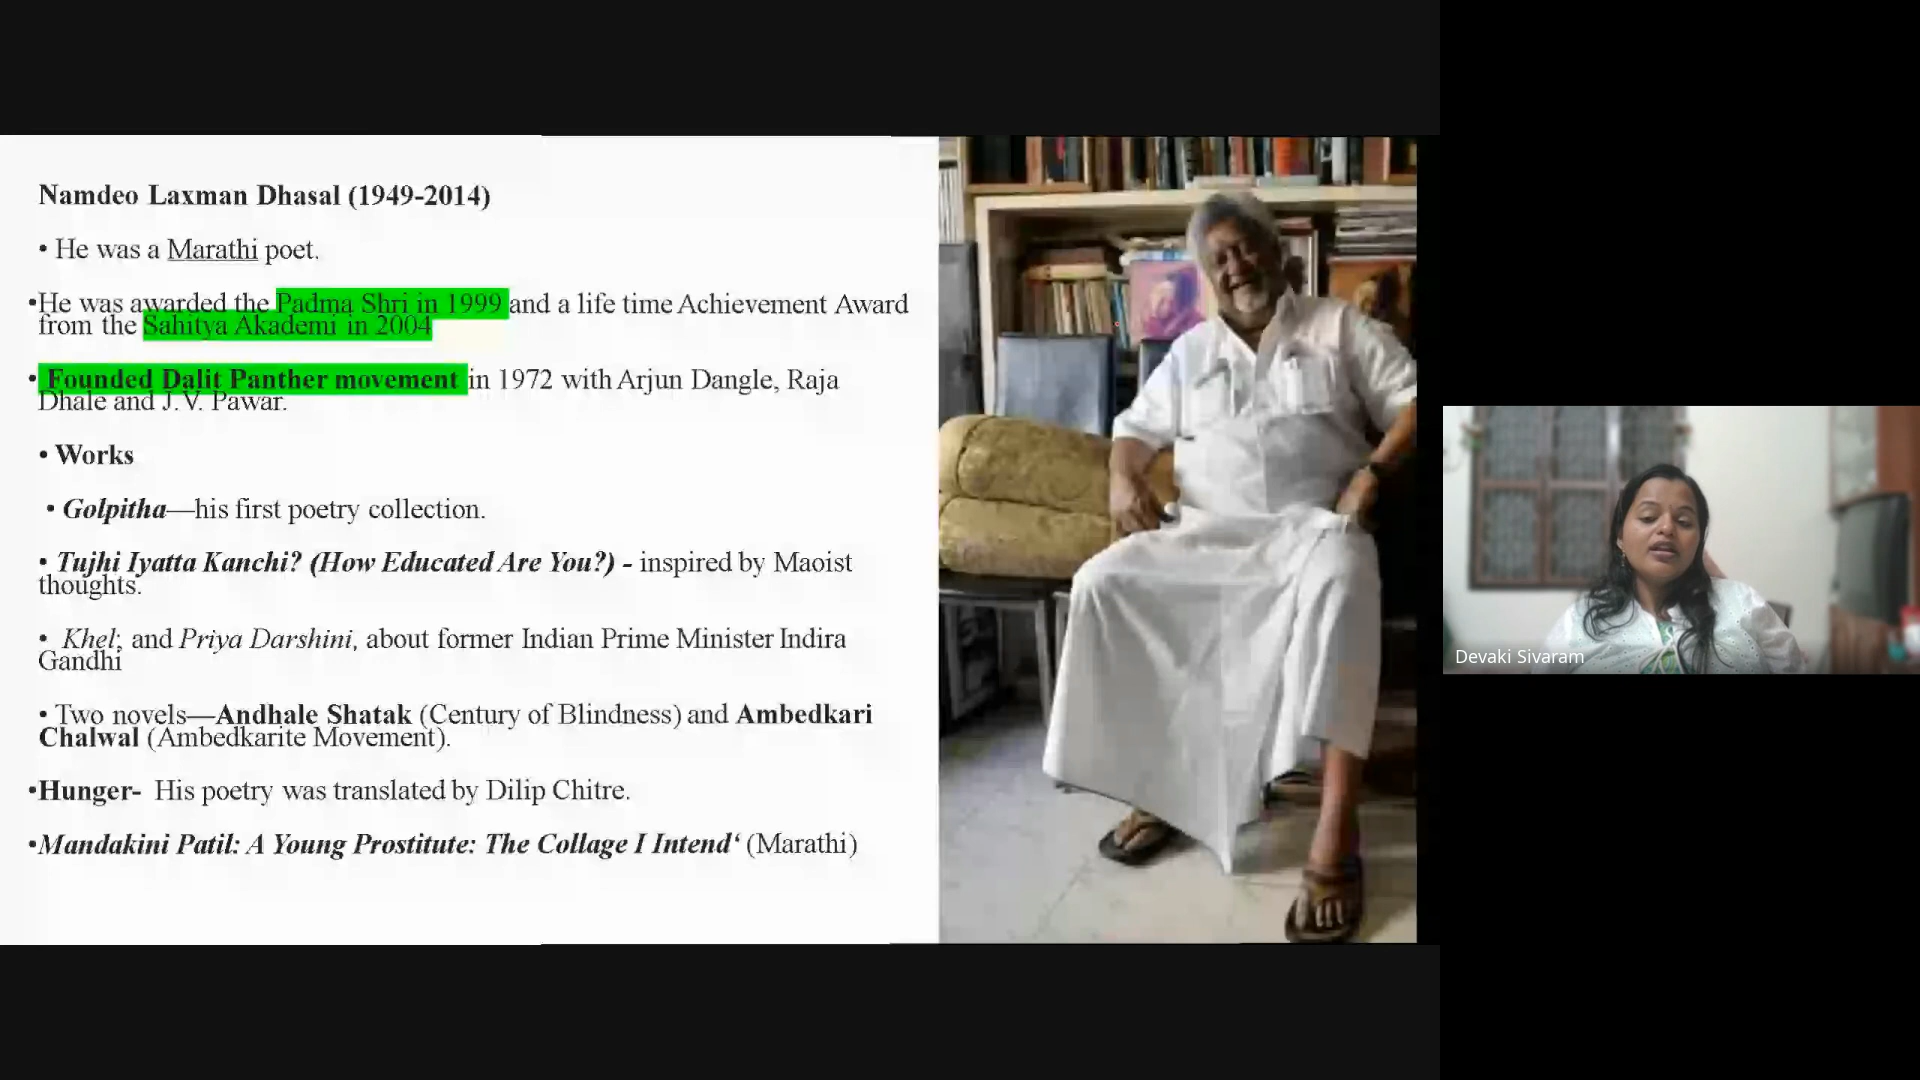 Namdeo Laxman Dhasal (1949-2014)
• He was a Marathi poet.
•He was awarded the Padma Shri in 1999 and a life time Achievement Award
from the Sahitya Akademi in 2004
• Founded Dalit Panther movement in 1972 with Arjun Dangle, Raja
Dhale and J.V. Pawar.
• Works
• Golpitha—his first poetry collection.
• Tujhi Iyatta Kanchi? (How Educated Are You?) - inspired by Maoist
thoughts.
• Khel; and Priya Darshini, about former Indian Prime Minister Indira
Gandhi
• Two novels—Andhale Shatak (Century of Blindness) and Ambedkari
Chalwal (Ambedkarite Movement).
•Hunger- His poetry was translated by Dilip Chitre.
•Mandakini Patil: A Young Prostitute: The Collage I Intend‘ (Marathi)
Devaki Sivaram